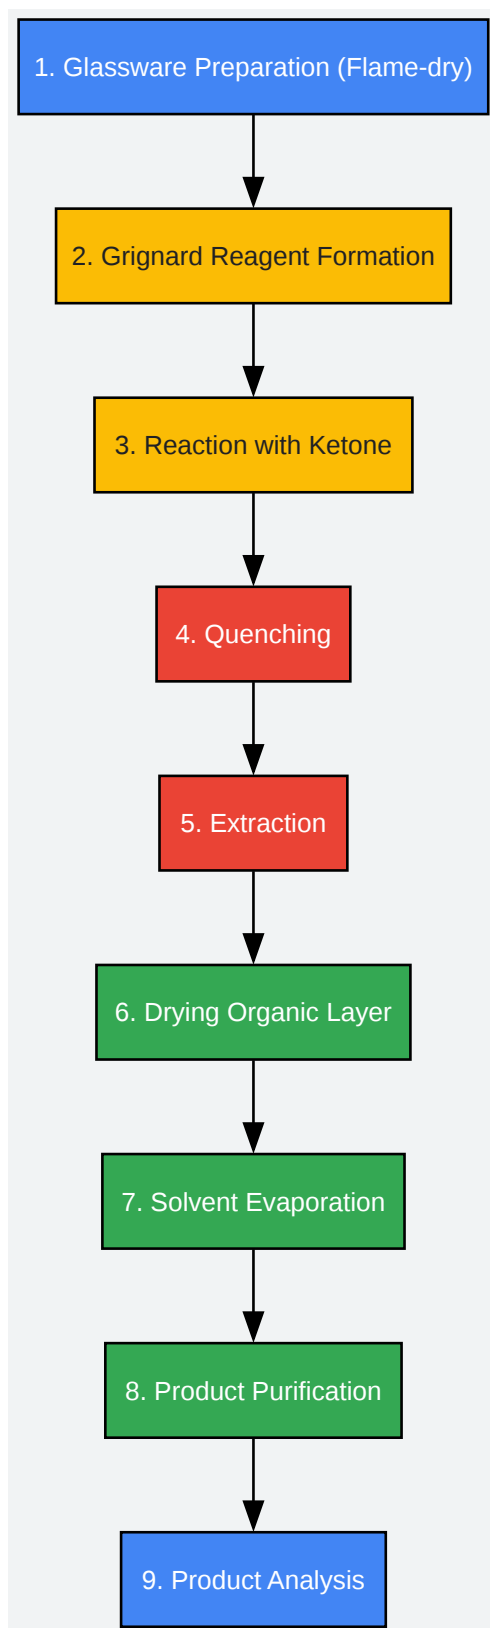 1. Glassware Preparation (Flame-dry)
2. Grignard Reagent Formation
3. Reaction with Ketone
4. Quenching
5. Extraction
6. Drying Organic Layer
7. Solvent Evaporation
8. Product Purification
9. Product Analysis